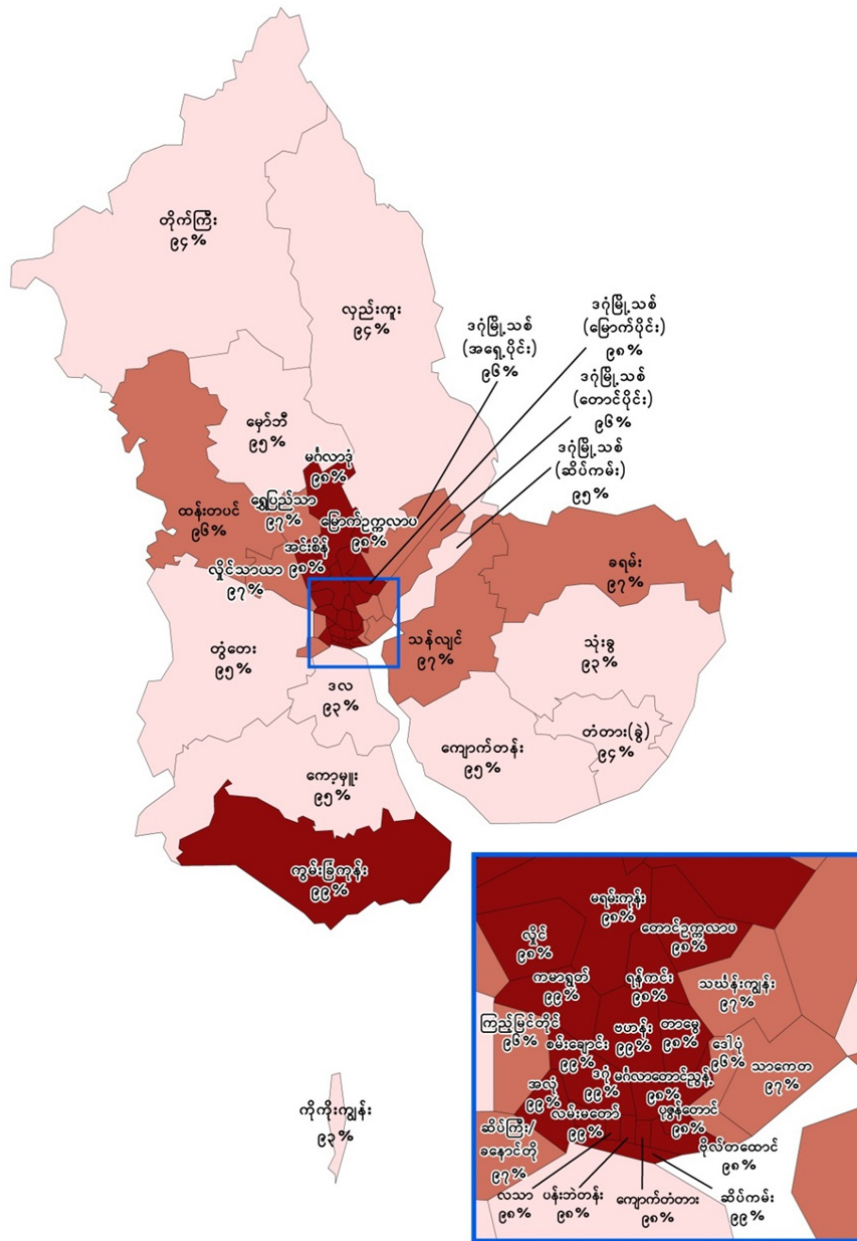 တိုက်ကြီး
၉၄%
လှည်းကူး
၉၄%
ဒဂုံမြို့သစ်
(အရှေ့ပိုင်း)
၉၆%
ဒဂုံမြို့သစ်
(မြောက်ပိုင်း)
၉၈%
ဒဂုံမြို့သစ်
(တောင်ပိုင်း)
၉၆%
ဒဂုံမြို့သစ်
(ဆိပ်ကမ်း)
၉၅%
မှော်ဘီ
၉၅%
မင်္ဂလာဒုံ
၉၈%
ရွှေပြည်သာ
၉၇%
မြောက်ဥက္ကလာပ
၉၈%
ထန်းတပင်
၉၆%
အင်းစိန်
၉၈%
လှိုင်သာယာ
၉၇%
ခရမ်း
၉၇%
သန်လျင်
၉၇%
သုံးခွ
၉၃%
တွံတေး
၉၅%
ဒလ
၉၃%
တံတား(ခွဲ)
၉၄%
ကျောက်တန်း
၉၅%
ကော့မှူး
၉၅%
ကွမ်းခြံကုန်း
၉၉%
ကိုကိုးကျွန်း
၉၃%
မရမ်းကုန်း
၉၈%
လှိုင်
၉၈%
တောင်ဥက္ကလာပ
၉၈%
ကမာရွတ်
၉၉%
ရန်ကင်း
၉၈%
သင်္ဃန်းကျွန်း
၉၇%
ကြည့်မြင်တိုင်
၉၆%
စမ်းချောင်း
၉၉%
ဗဟန်း
၉၉%
တာမွေ
၉၈%
ဒေါပုံ
၉၆%
သာကေတ
၉၇%
အလုံ
၉၉%
ဒဂုံ
၉၉%
မင်္ဂလာတောင်ညွန့်
၉၈%
လမ်းမတော်
၉၉%
ပုဇွန်တောင်
၉၈%
ဆိပ်ကြီး/
ခနောင်တို
၉၇%
ဗိုလ်တထောင်
၉၈%
လသာ
၉၈%
ပန်းဘဲတန်း
၉၈%
ကျောက်တံတား
၉၈%
ဆိပ်ကမ်း
၉၉%